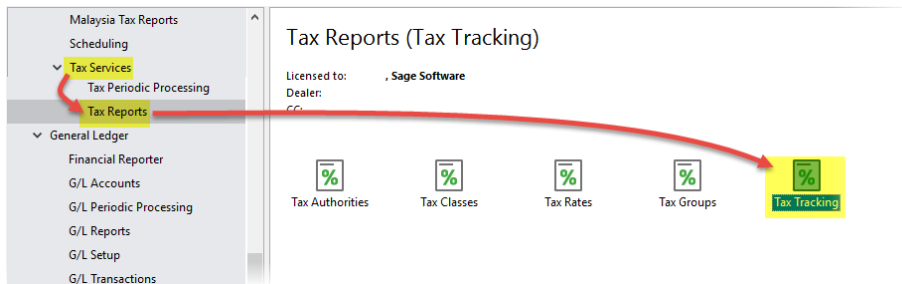 Malaysia Tax Reports
Scheduling
Tax Services
Tax Periodic Processing
Tax Reports
General Ledger
Financial Reporter
G/L Accounts
G/L Periodic Processing
G/L Reports
G/L Setup
G/L Transactions
Tax Reports (Tax Tracking)
Licensed to: , Sage Software
Dealer:
% % % % %
Tax Authorities Tax Classes Tax Rates Tax Groups Tax Tracking